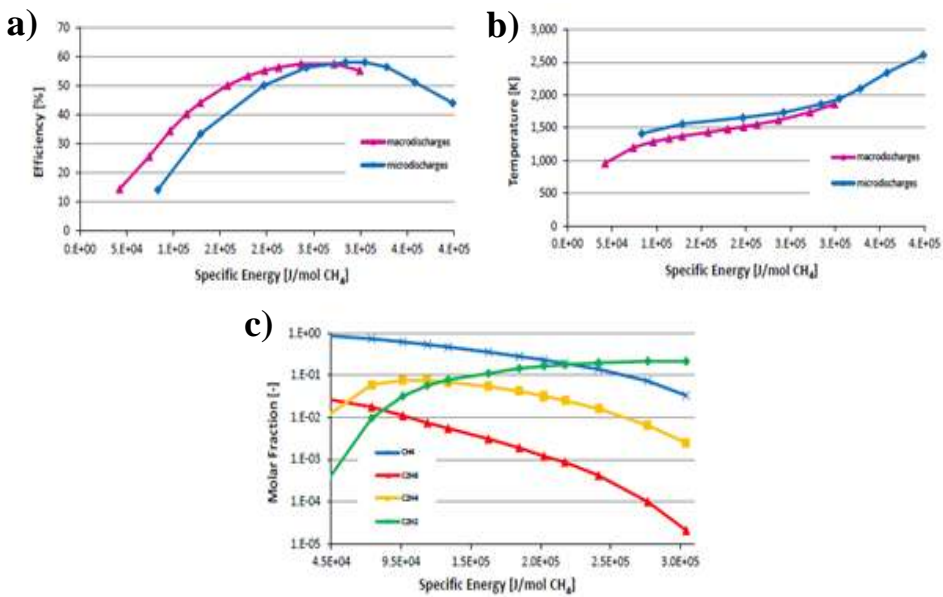 a)
70
60
50
40
30
20
10
0
Efficiency [%]
macrodischarges
microdischarges
0.E+00 5.E+04 1.E+05 2.E+05 2.E+05 3.E+05 3.E+05 4.E+05 4.E+05
Specific Energy [J/mol CH4]
b)
3,000
2,500
2,000
1,500
1,000
500
0
Temperature [K]
macrodischarges
microdischarges
0.E+00 5.E+04 1.E+05 2.E+05 2.E+05 3.E+05 3.E+05 4.E+05 4.E+05
Specific Energy [J/mol CH4]
c)
1.E+00
1.E-01
1.E-02
1.E-03
1.E-04
1.E-05
Molar Fraction [-]
CH4
C2H6
C2H4
C2H2
4.5E+04 9.5E+04 1.5E+05 2.0E+05 2.5E+05 3.0E+05
Specific Energy [J/mol CH4]